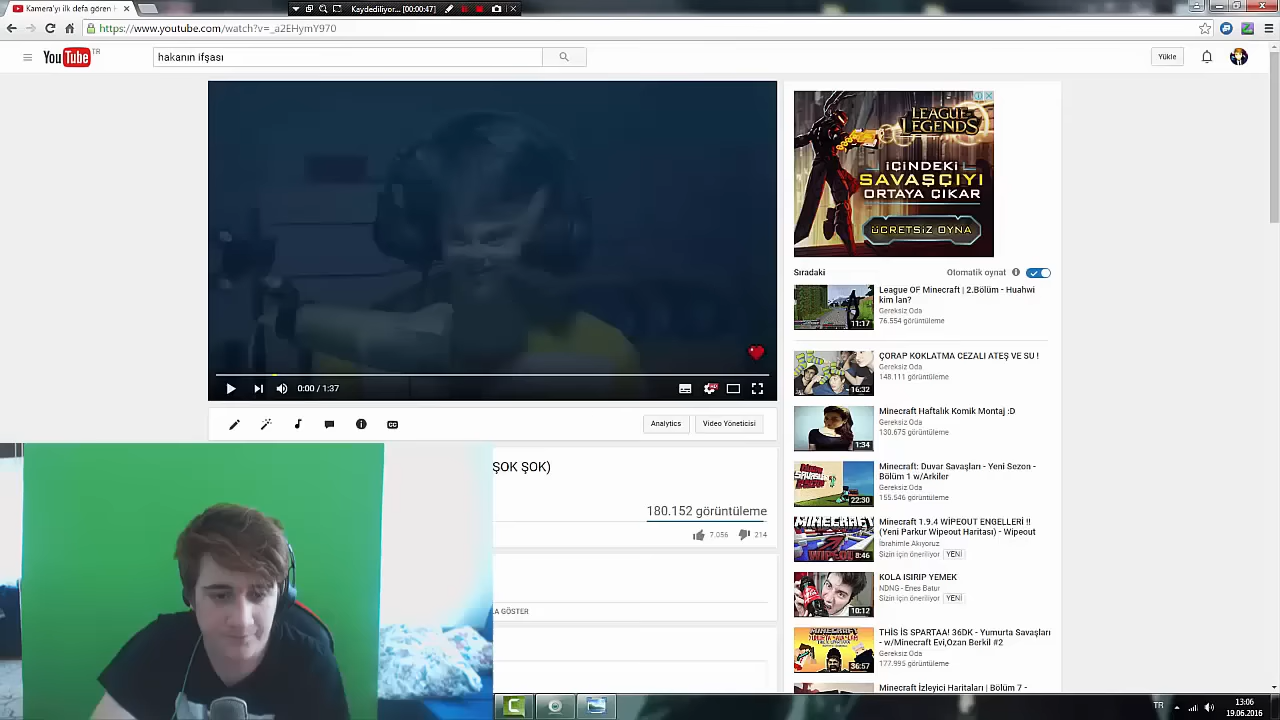 Kamera'yı ilk defa gören
Kaydediliyor... (00:00:47)
https://www.youtube.com/watch?v=_a2EHymY970
YouTube TR
hakanın ifşası
Yükle
LEAGUE OF LEGENDS
İÇİNDEKİ
SAVAŞÇIYI
ORTAYA ÇIKAR
ÜCRETSİZ OYNA
Sıradaki
Otomatik oynat
League OF Minecraft | 2.Bölüm - Huahwi
kim lan?
Gereksiz Oda
76.554 görüntüleme
11:17
ÇORAP KOKLATMA CEZALI ATEŞ VE SU !
Gereksiz Oda
148.111 görüntüleme
16:32
0:00 / 1:37
Minecraft Haftalık Komik Montaj :D
Gereksiz Oda
130.675 görüntüleme
1:34
Analytics
Video Yöneticisi
ŞOK ŞOK)
180.152 görüntüleme
7,056
214
LA GÖSTER
Minecraft: Duvar Savaşları - Yeni Sezon -
Bölüm 1 w/Arkiler
Gereksiz Oda
155.546 görüntüleme
22:30
Minecraft 1.9.4 WİPEOUT ENGELLERİ !!
(Yeni Parkur Wipeout Haritası) - Wipeout
İbrahimle Akıyoruz
Sizin için öneriliyor YENİ
MINECRAFT
WIPEOUT
8:46
KOLA ISIRIP YEMEK
NDNG - Enes Batur
Sizin için öneriliyor YENİ
10:12
THİS İS SPARTAA! 36DK - Yumurta Savaşları
- w/Minecraft Evi,Ozan Berkil #2
Gereksiz Oda
177.995 görüntüleme
36:57
Minecraft İzleyici Haritaları | Bölüm 7 -
TR
13:06
19.06.2016